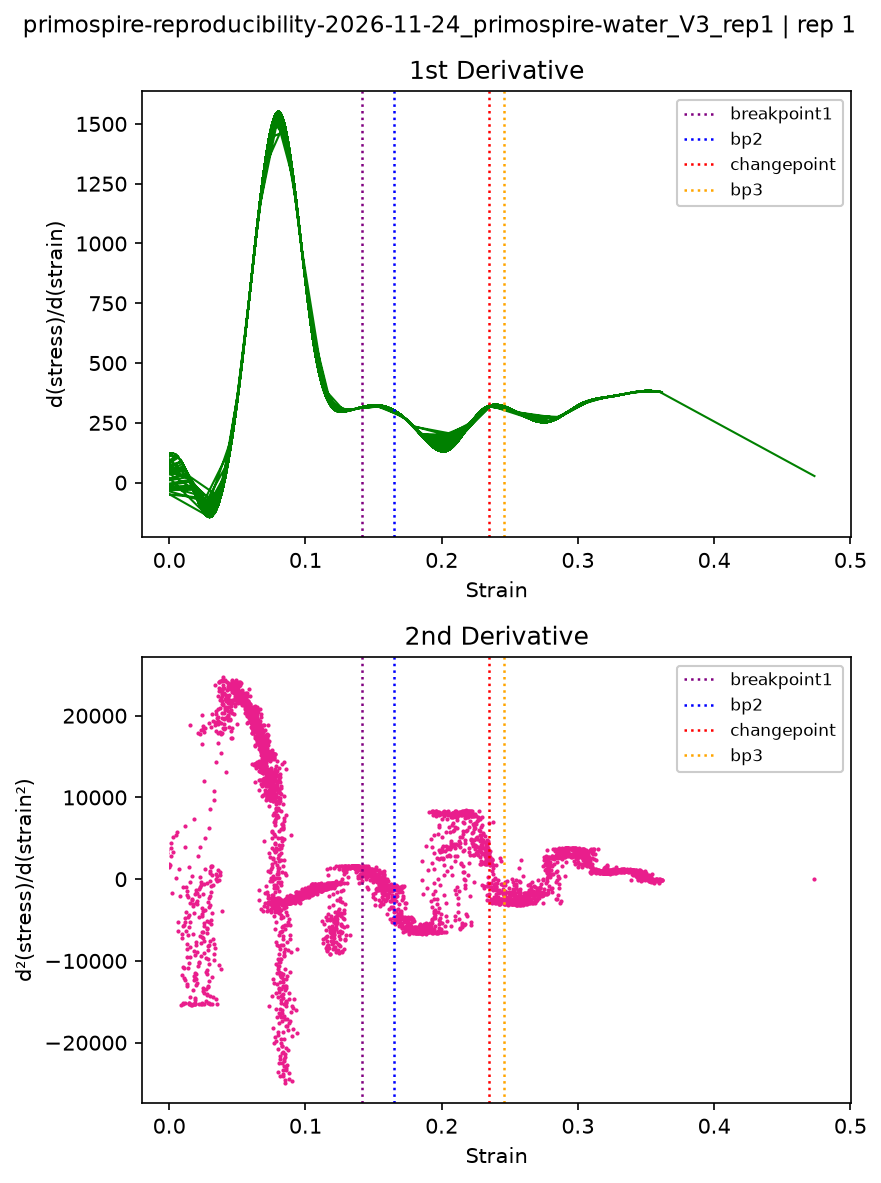 primospire-reproducibility-2026-11-24_primospire-water_V3_rep1 | rep 1
1st Derivative
d(stress)/d(strain)
1500
1250
1000
750
500
250
0
breakpoint1
bp2
changepoint
bp3
0.0 0.1 0.2 0.3 0.4 0.5
Strain
2nd Derivative
d²(stress)/d(strain²)
20000
10000
0
−10000
−20000
breakpoint1
bp2
changepoint
bp3
0.0 0.1 0.2 0.3 0.4 0.5
Strain